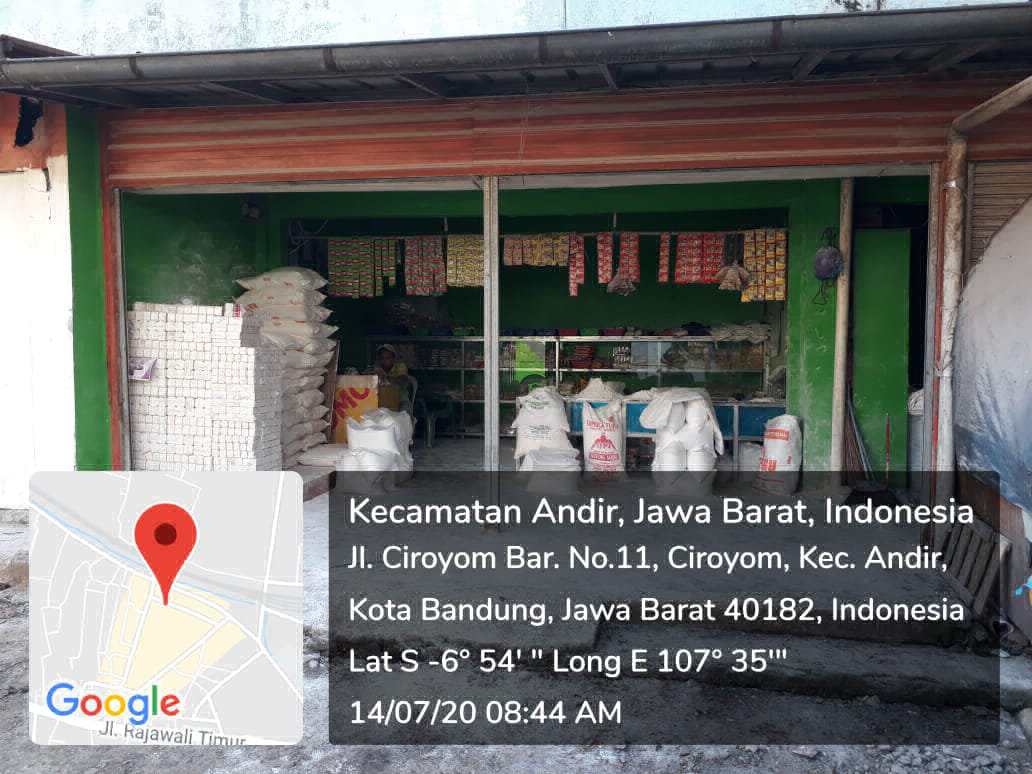 Kecamatan Andir, Jawa Barat, Indonesia
Jl. Ciroyom Bar. No.11, Ciroyom, Kec. Andir,
Kota Bandung, Jawa Barat 40182, Indonesia
Lat S -6° 54' " Long E 107° 35'"
14/07/20 08:44 AM
Google
Jl. Rajawali Timur